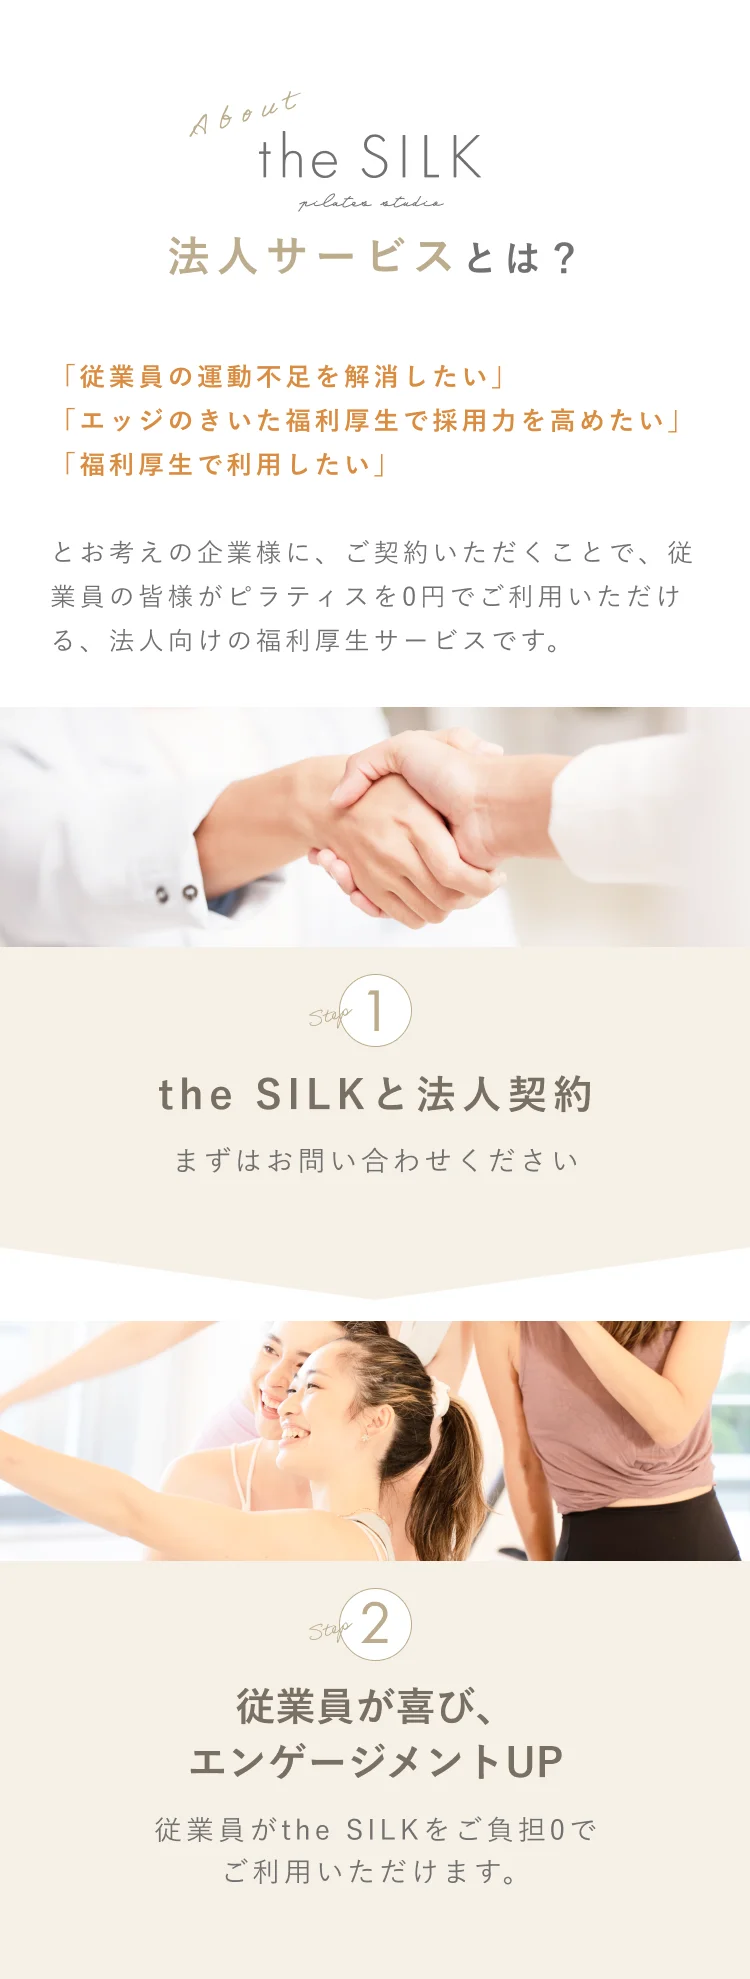 About
the SILK
pilates studio
法人サービスとは？
「従業員の運動不足を解消したい」
「エッジのきいた福利厚生で採用力を高めたい」
「福利厚生で利用したい」
とお考えの企業様に、ご契約いただくことで、従
業員の皆様がピラティスを0円でご利用いただけ
る、法人向けの福利厚生サービスです。
Step 1
the SILKと法人契約
まずはお問い合わせください
Step 2
従業員が喜び、
エンゲージメントUP
従業員がthe SILKをご負担0で
ご利用いただけます。